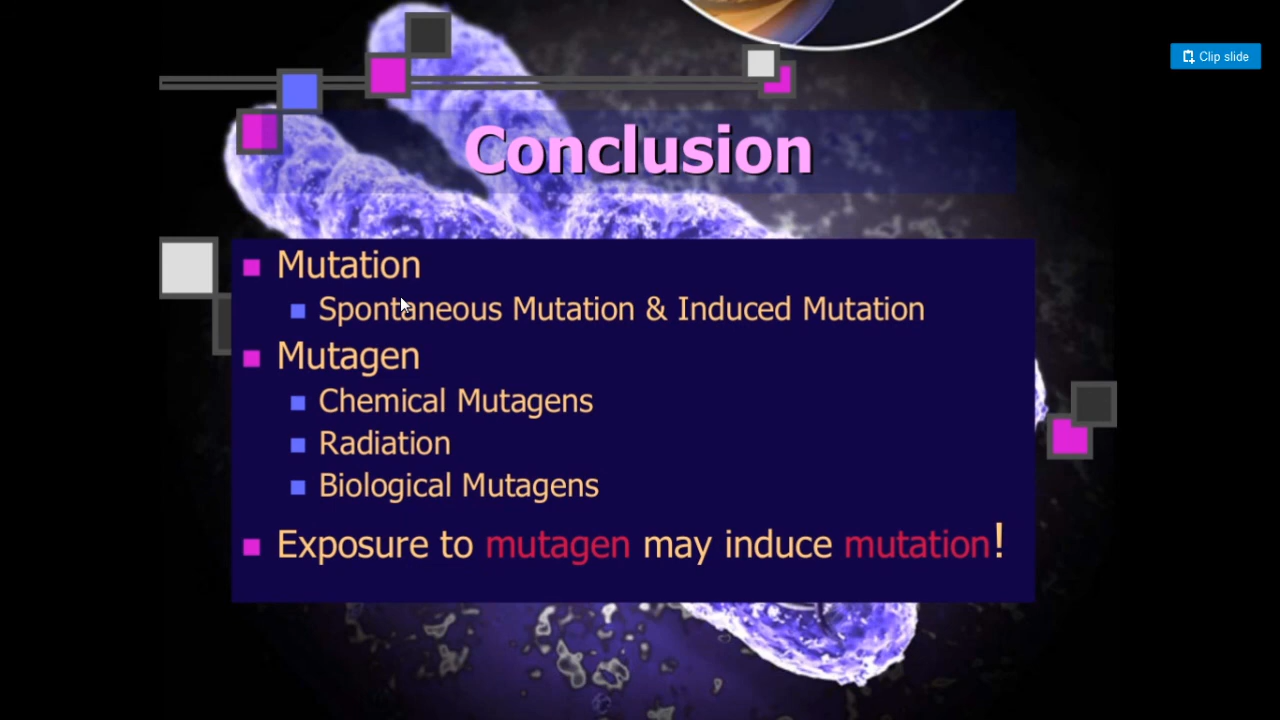 Clip slide
Conclusion
Mutation
Spontaneous Mutation & Induced Mutation
Mutagen
Chemical Mutagens
Radiation
Biological Mutagens
Exposure to mutagen may induce mutation!